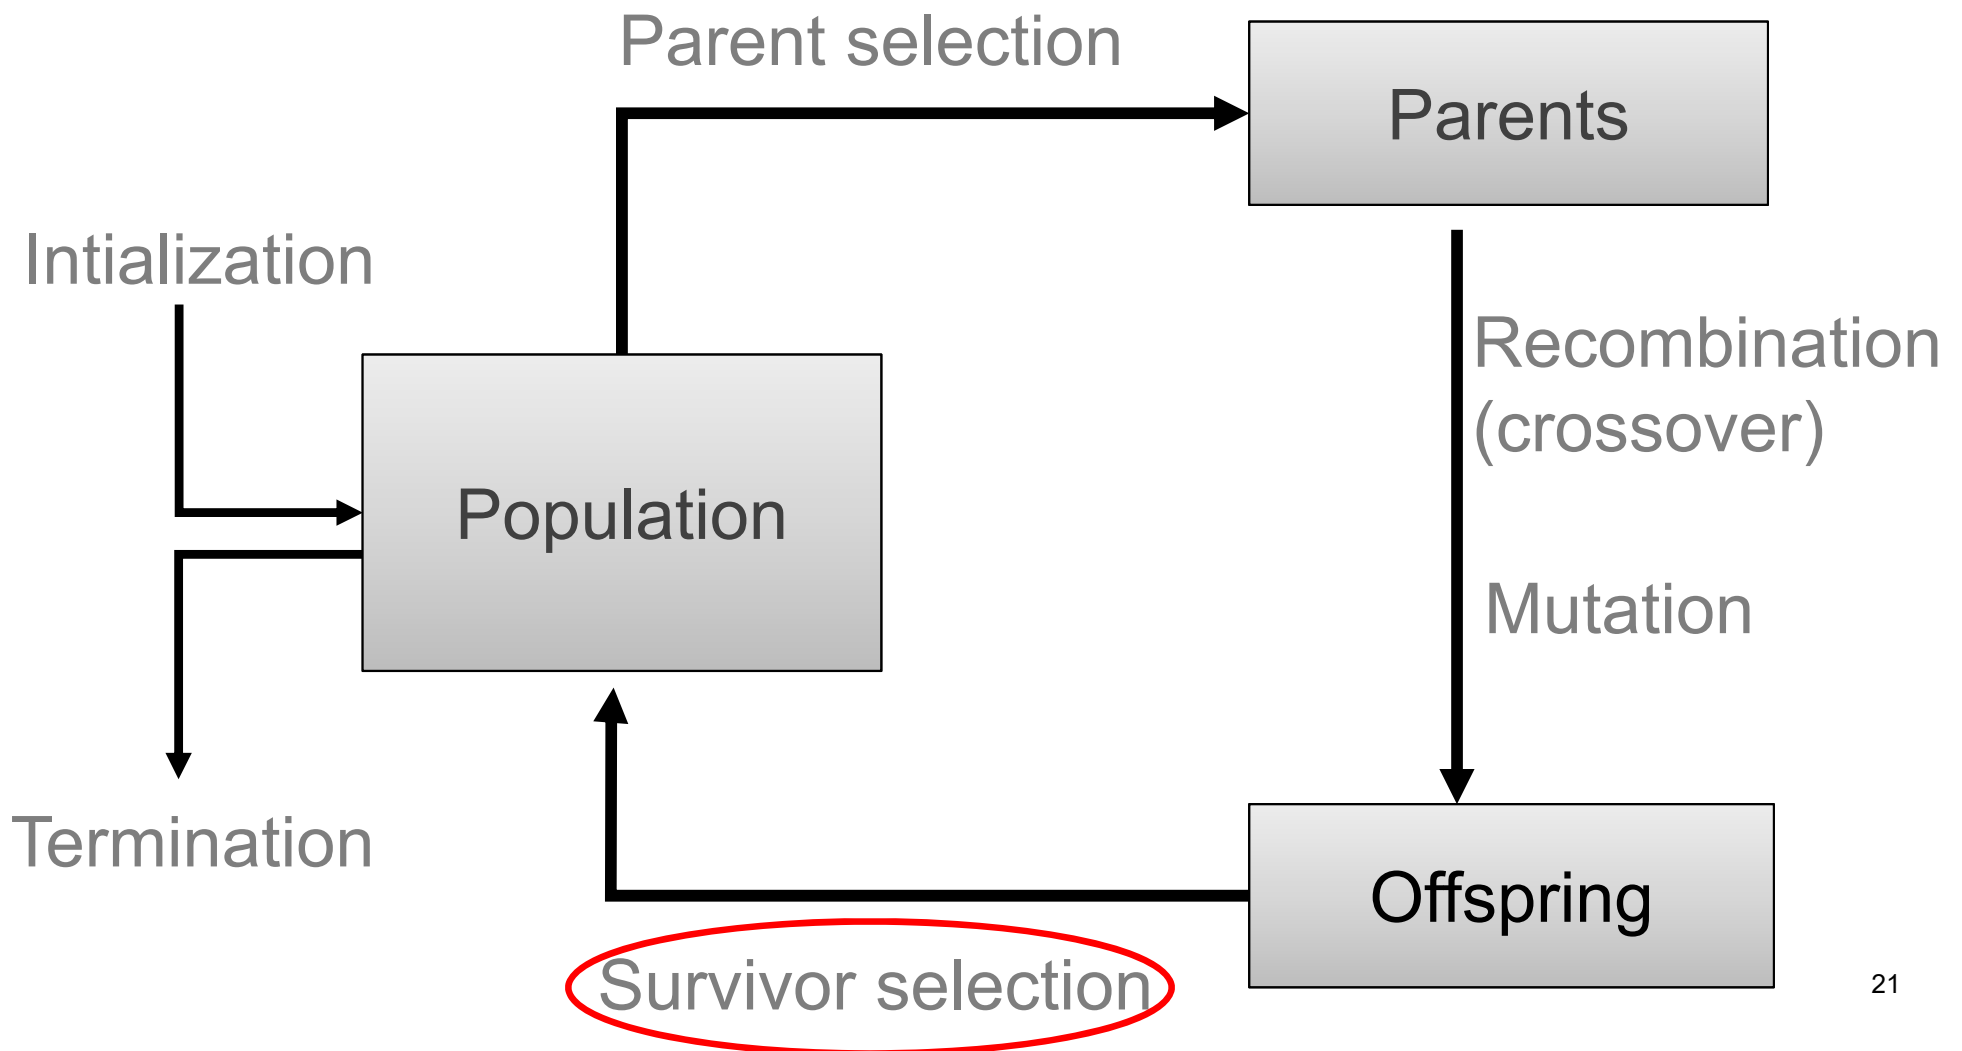 Parent selection
Parents
Intialization
Recombination
(crossover)
Population
Mutation
Termination
Offspring
Survivor selection
21